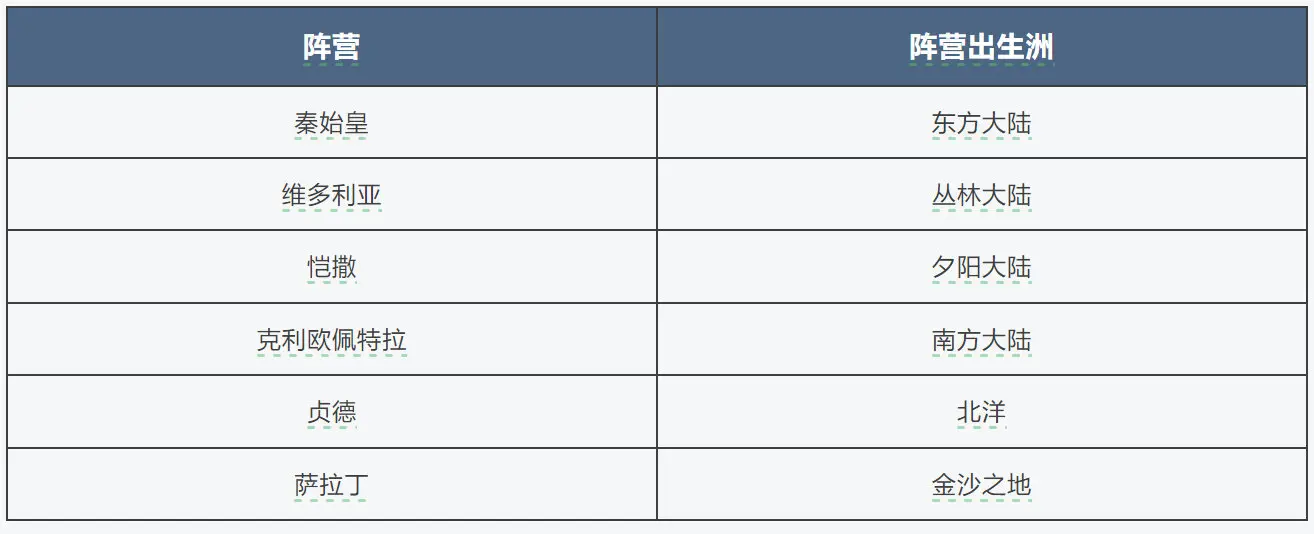 阵营 阵营出生洲
秦始皇 东方大陆
维多利亚 丛林大陆
恺撒 夕阳大陆
克利欧佩特拉 南方大陆
贞德 北洋
萨拉丁 金沙之地